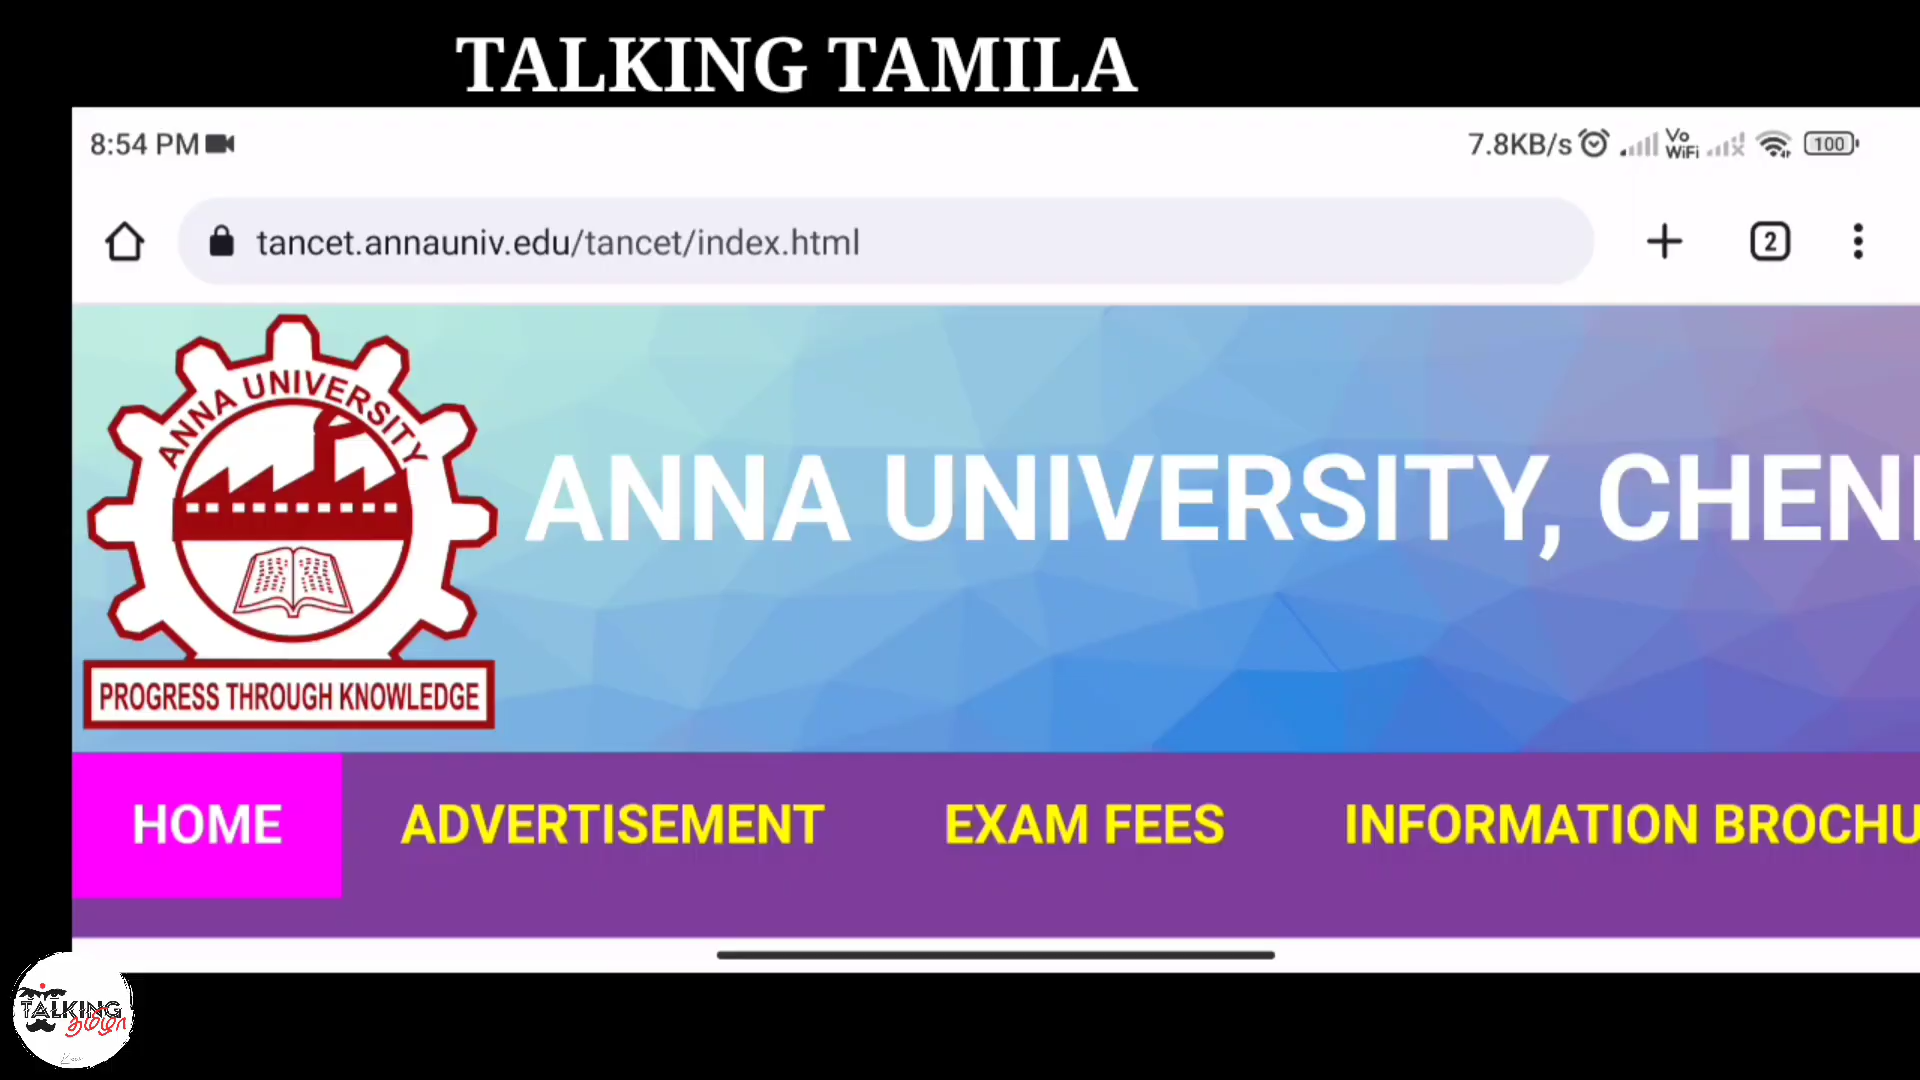 TALKING TAMILA
8:54 PM
7.8KB/s
Vo
WiFi
100
tancet.annauniv.edu/tancet/index.html
2
ANNA UNIVERSITY
PROGRESS THROUGH KNOWLEDGE
ANNA UNIVERSITY, CHEN
HOME
ADVERTISEMENT
EXAM FEES
INFORMATION BROCHU
TALKING
தமிழா